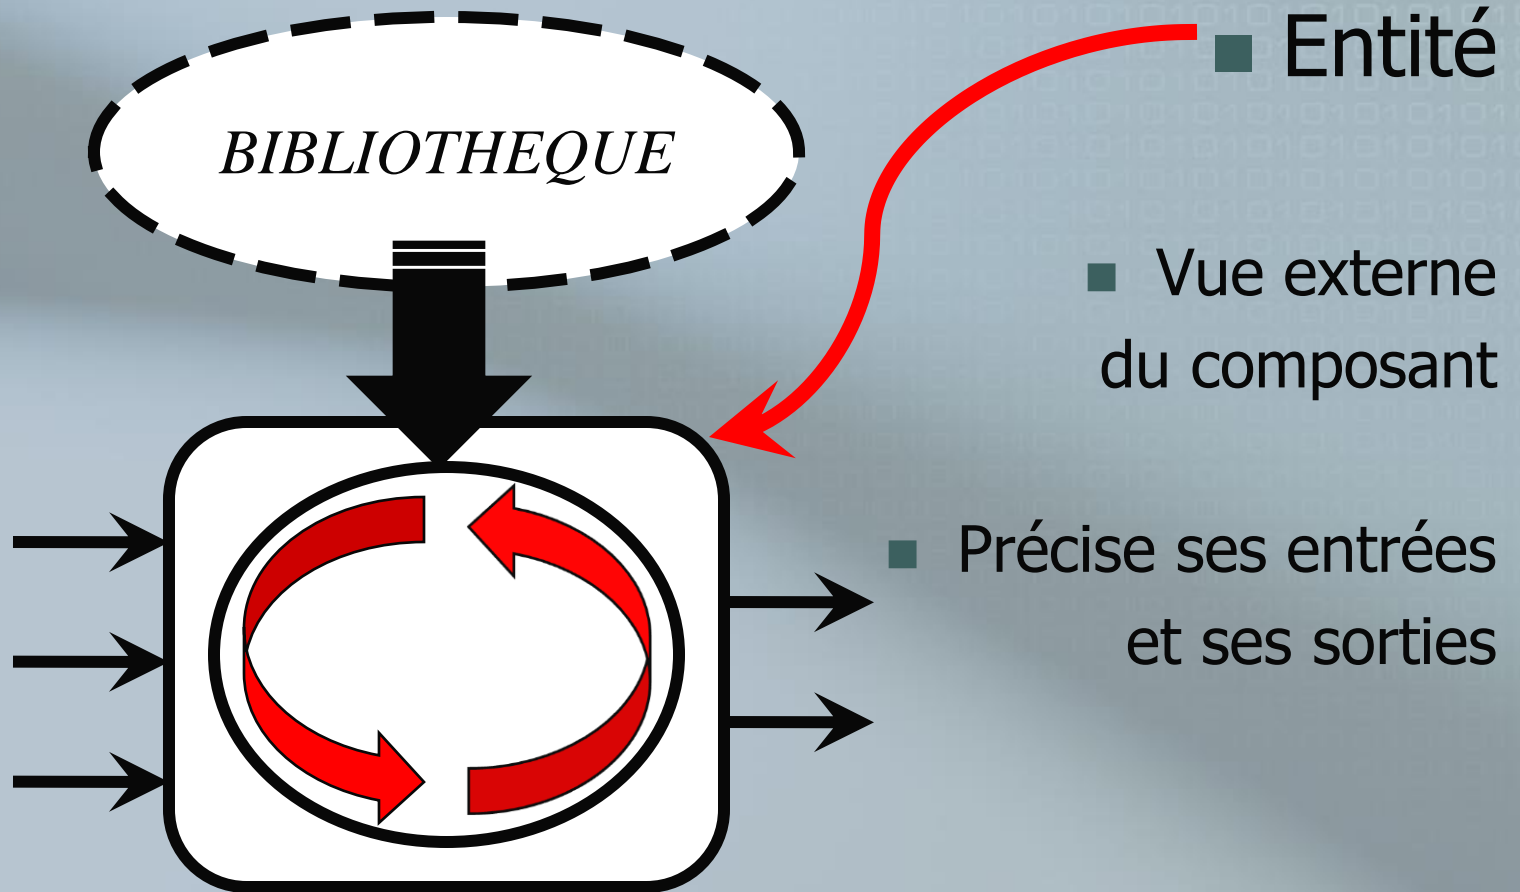 BIBLIOTHEQUE
■ Entité
■ Vue externe
du composant
■ Précise ses entrées
et ses sorties